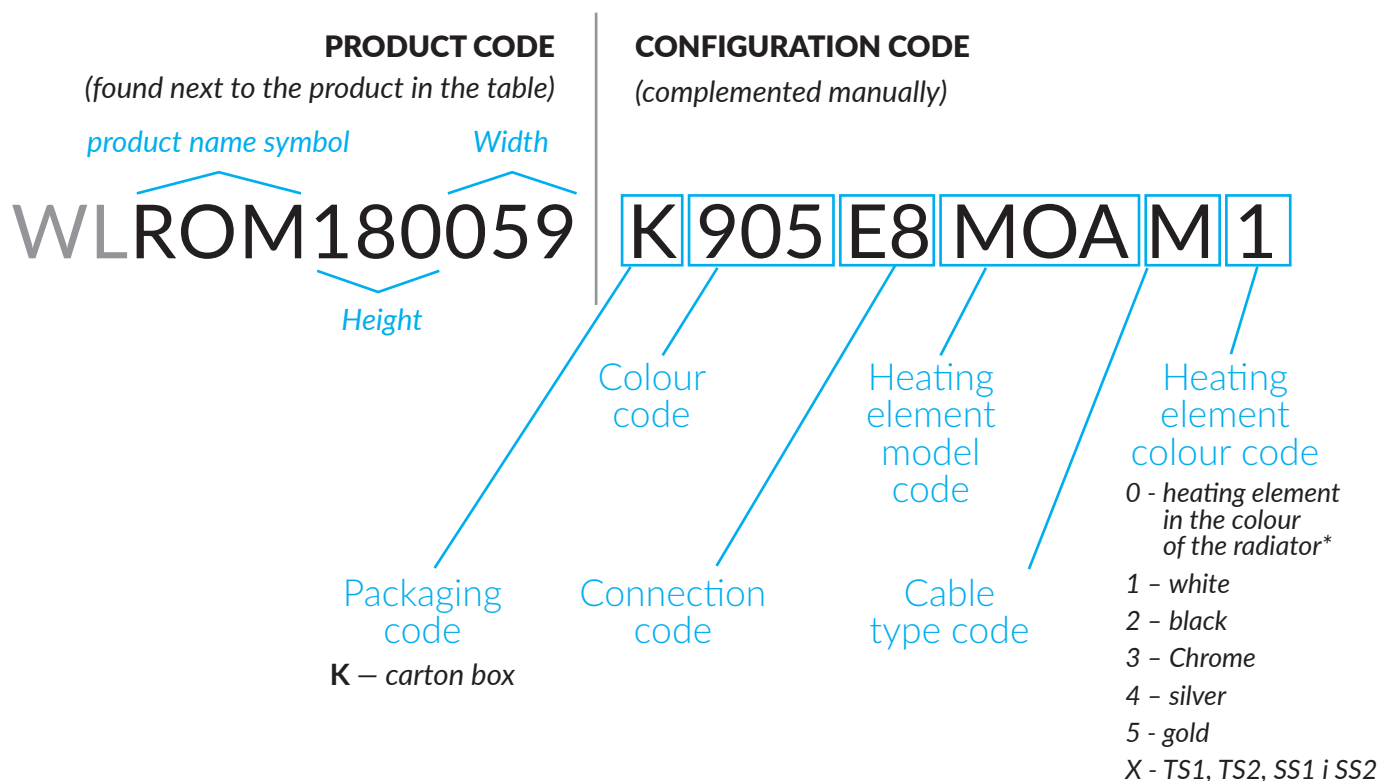 PRODUCT CODE
(found next to the product in the table)
product name symbol
Width
WLROM180059
Height
CONFIGURATION CODE
(complemented manually)
K 905 E8 MOA M 1
Colour
code
Heating
element
model
code
Heating
element
colour code
0 - heating element
in the colour
of the radiator*
1 – white
2 – black
3 – Chrome
4 – silver
5 - gold
X - TS1, TS2, SS1 i SS2
Packaging
code
K — carton box
Connection
code
Cable
type code